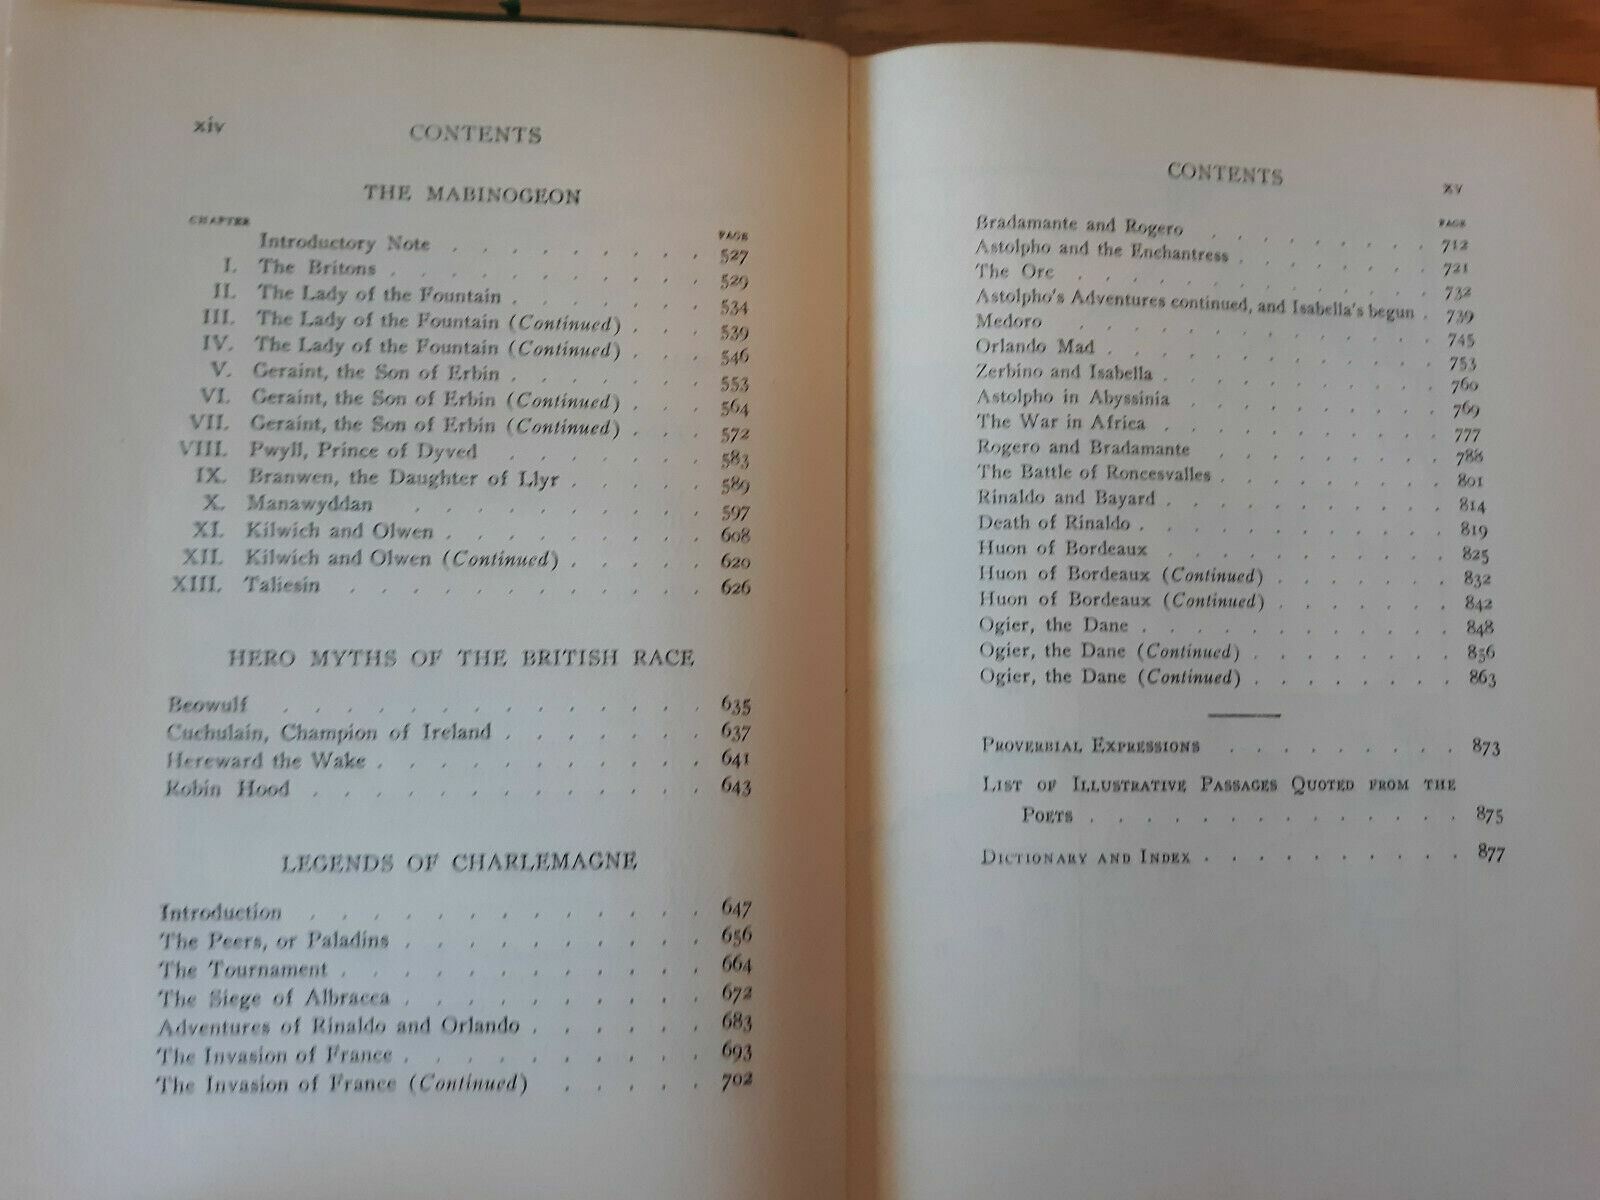 xiv
CONTENTS
THE MABINOGEON
CHAPTER PAGE
Introductory Note . . . . . . . . . 527
I. The Britons . . . . . . . . . . . 529
II. The Lady of the Fountain . . . . . . . 534
III. The Lady of the Fountain (Continued) . . . 539
IV. The Lady of the Fountain (Continued) . . . 546
V. Geraint, the Son of Erbin . . . . . . . 553
VI. Geraint, the Son of Erbin (Continued) . . . 564
VII. Geraint, the Son of Erbin (Continued) . . . 572
VIII. Pwyll, Prince of Dyved . . . . . . . 583
IX. Branwen, the Daughter of Llyr . . . . . 589
X. Manawyddan . . . . . . . . . . 597
XI. Kilwich and Olwen . . . . . . . . . 608
XII. Kilwich and Olwen (Continued) . . . . . 620
XIII. Taliesin . . . . . . . . . . . . 626
HERO MYTHS OF THE BRITISH RACE
Beowulf . . . . . . . . . . . . . . 635
Cuchulain, Champion of Ireland . . . . . . . 637
Hereward the Wake . . . . . . . . . . . 641
Robin Hood . . . . . . . . . . . . . 643
LEGENDS OF CHARLEMAGNE
Introduction . . . . . . . . . . . . . 647
The Peers, or Paladins . . . . . . . . . . 656
The Tournament . . . . . . . . . . . . 664
The Siege of Albracca . . . . . . . . . . 672
Adventures of Rinaldo and Orlando . . . . . . 683
The Invasion of France . . . . . . . . . . 693
The Invasion of France (Continued) . . . . . 702
CONTENTS
xv
PAGE
Bradamante and Rogero . . . . . . . . . 712
Astolpho and the Enchantress . . . . . . . . 721
The Orc . . . . . . . . . . . . . 732
Astolpho's Adventures continued, and Isabella's begun . 739
Medoro . . . . . . . . . . . . . 745
Orlando Mad . . . . . . . . . . . . 753
Zerbino and Isabella . . . . . . . . . . 760
Astolpho in Abyssinia . . . . . . . . . . 769
The War in Africa . . . . . . . . . . . 777
Rogero and Bradamante . . . . . . . . . 788
The Battle of Roncesvalles . . . . . . . . . 801
Rinaldo and Bayard . . . . . . . . . . . 814
Death of Rinaldo . . . . . . . . . . . . 819
Huon of Bordeaux . . . . . . . . . . . 825
Huon of Bordeaux (Continued) . . . . . . . 832
Huon of Bordeaux (Continued) . . . . . . . 842
Ogier, the Dane . . . . . . . . . . . . 848
Ogier, the Dane (Continued) . . . . . . . . 856
Ogier, the Dane (Continued) . . . . . . . . 863
PROVERBIAL EXPRESSIONS . . . . . . . . . 873
LIST OF ILLUSTRATIVE PASSAGES QUOTED FROM THE
POETS . . . . . . . . . . . . . . 875
DICTIONARY AND INDEX . . . . . . . . . . 877